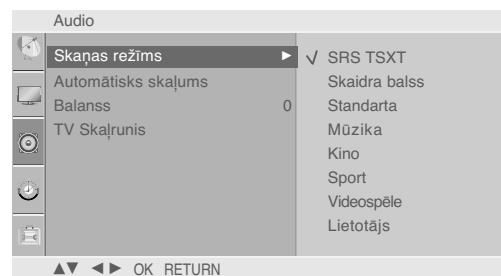 Audio
Skaņas režīms ►
Automātisks skaļums
Balanss 0
TV Skaļrunis
√ SRS TSXT
Skaidra balss
Standarta
Mūzika
Kino
Sport
Videospēle
Lietotājs
▲▼ ◄► OK RETURN